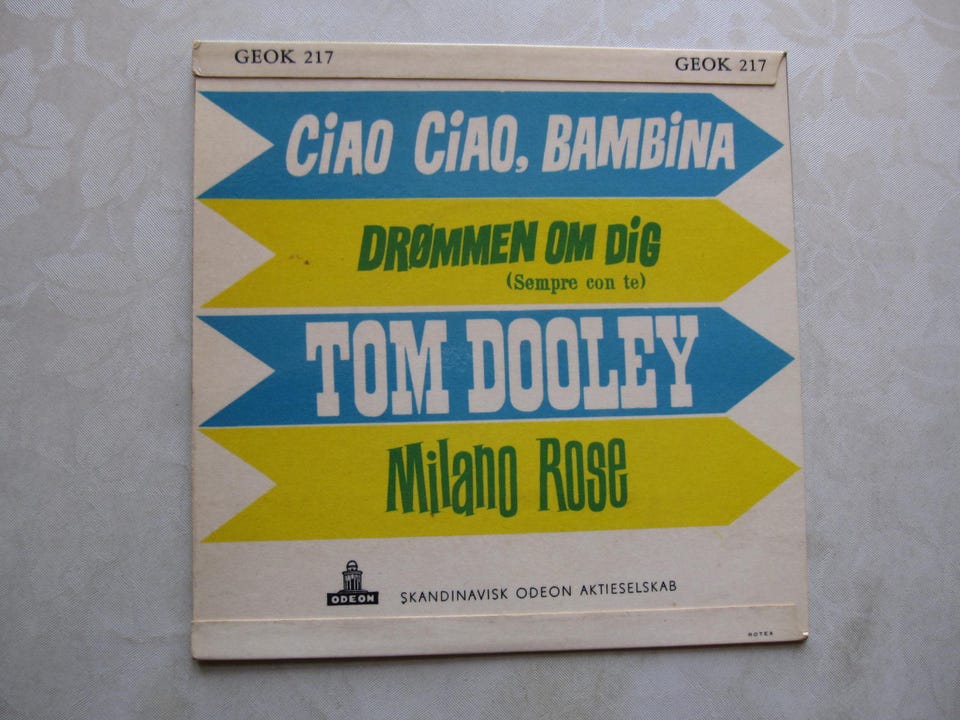 GEOK 217 GEOK 217
CiAO CiAO, BAMBiNA
DRØMMEN OM DiG
(Sempre con te)
TOM DOOLEY
Milano Rose
ODEON
SKANDINAVISK ODEON AKTIESELSKAB
ROTEX